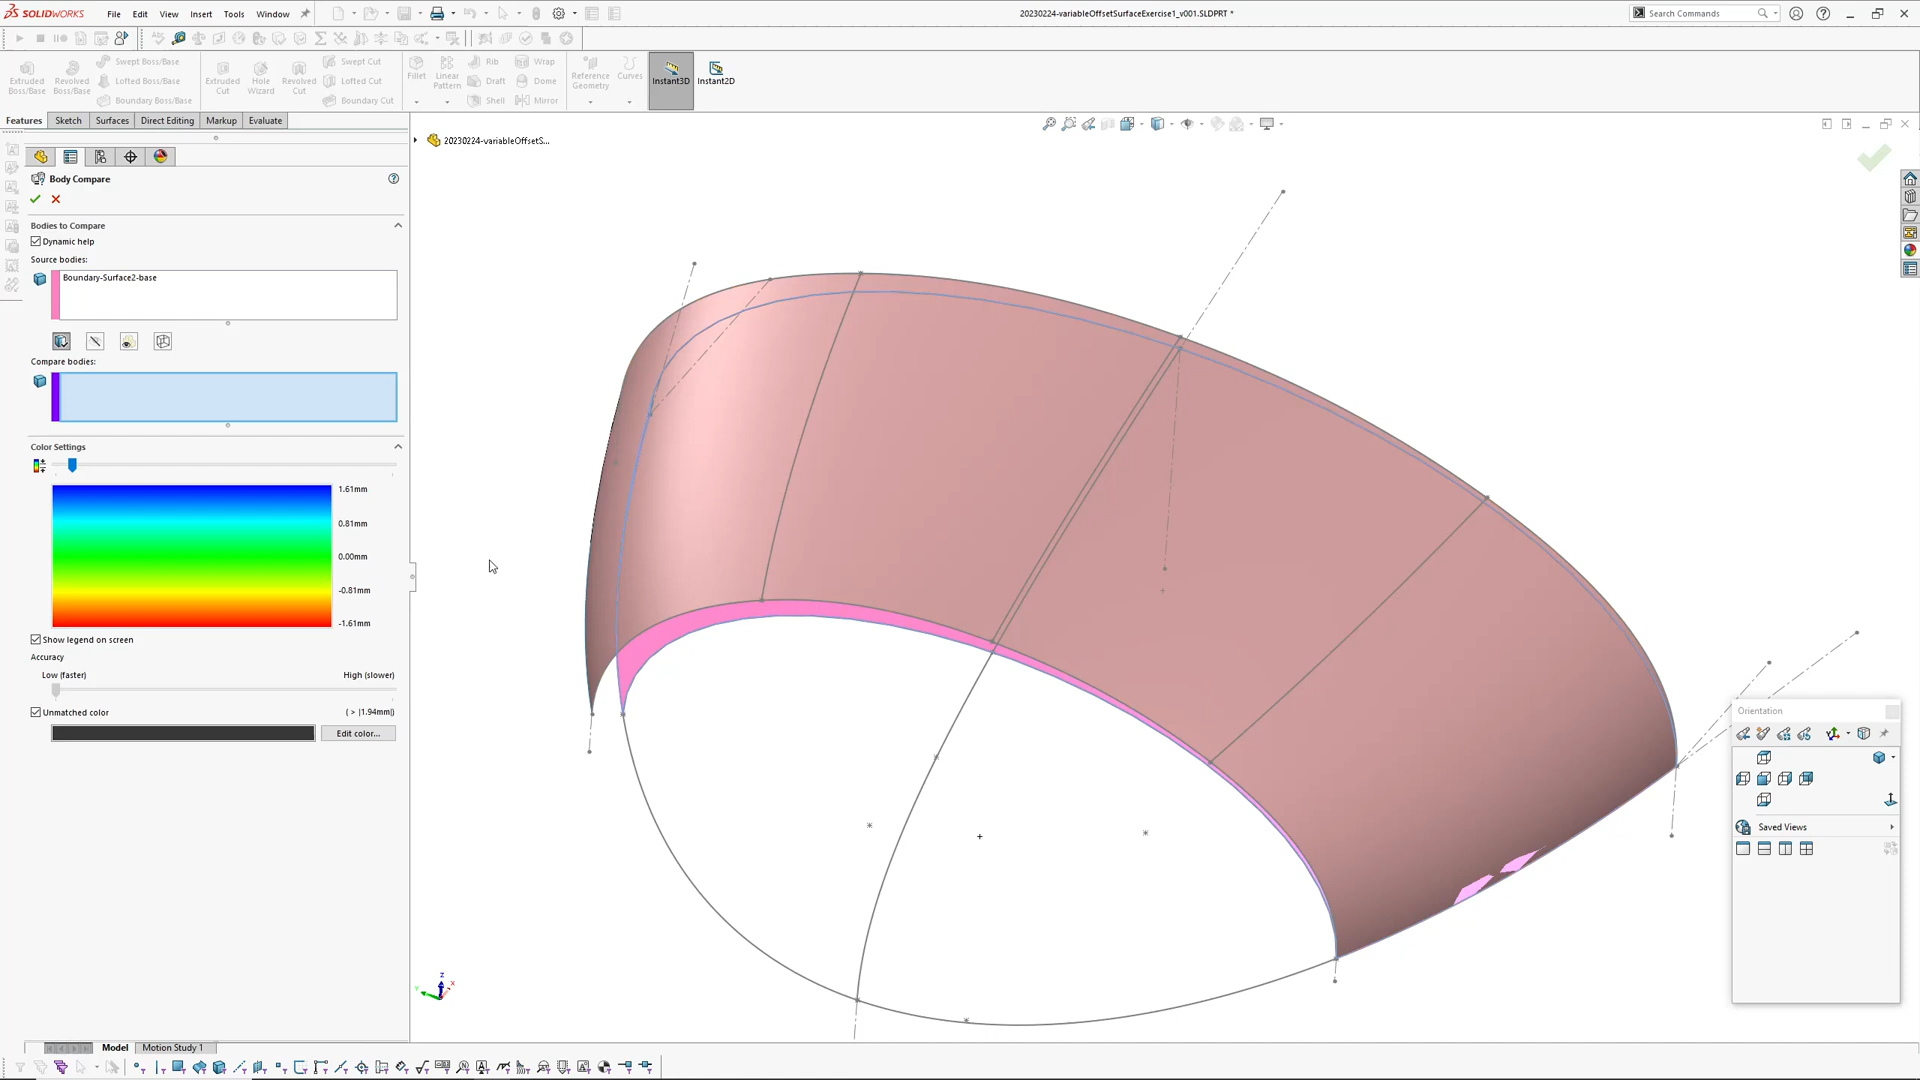 SOLIDWORKS
File
Edit
View
Insert
Tools
Window
20230224-variableOffsetSurfaceExercise1_v001.SLDPRT *
Search Commands
Extruded Boss/Base
Revolved Boss/Base
Swept Boss/Base
Lofted Boss/Base
Boundary Boss/Base
Extruded Cut
Hole Wizard
Revolved Cut
Swept Cut
Lofted Cut
Boundary Cut
Fillet
Linear Pattern
Rib
Draft
Shell
Wrap
Dome
Mirror
Reference Geometry
Curves
Instant3D
Instant2D
Features
Sketch
Surfaces
Direct Editing
Markup
Evaluate
20230224-variableOffsetS...
Body Compare
Bodies to Compare
Dynamic help
Source bodies:
Boundary-Surface2-base
Compare bodies:
Color Settings
1.61mm
0.81mm
0.00mm
-0.81mm
-1.61mm
Show legend on screen
Accuracy
Low (faster)
High (slower)
Unmatched color
( > |1.94mm|)
Edit color...
Orientation
Saved Views
Z
X
Y
Model
Motion Study 1